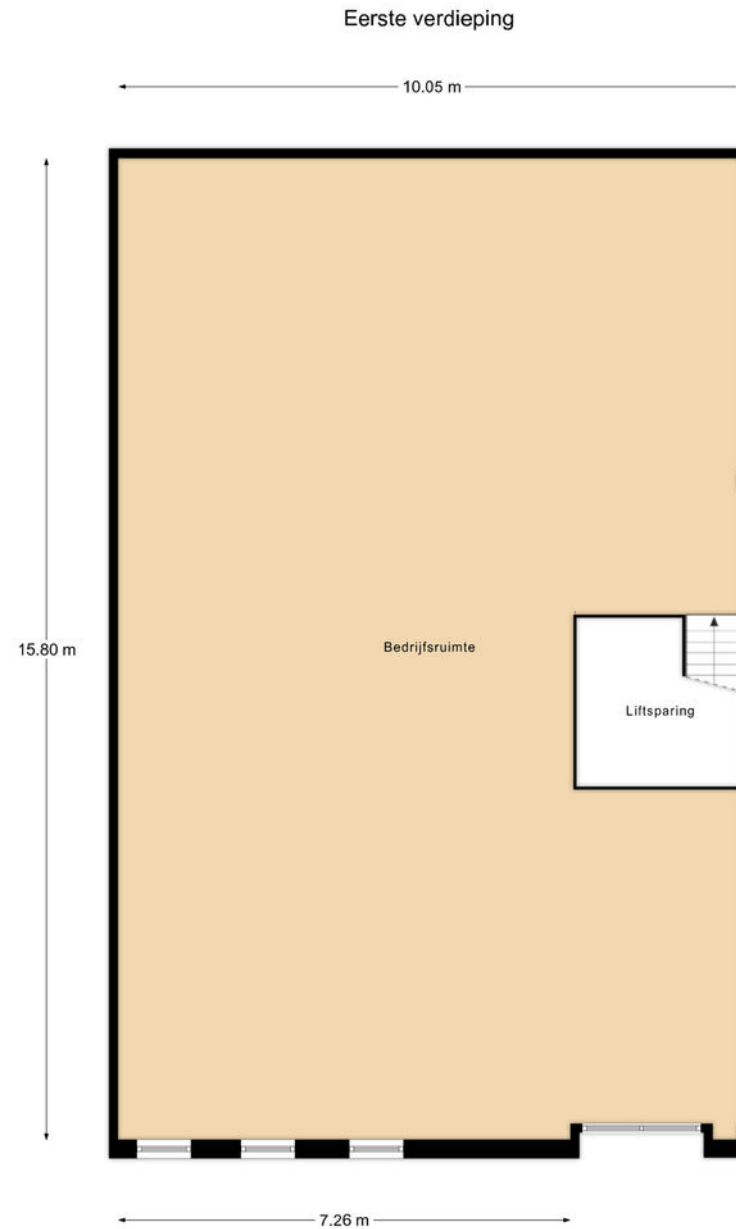 Eerste verdieping
10.05 m
15.80 m
Bedrijfsruimte
Liftsparing
7.26 m